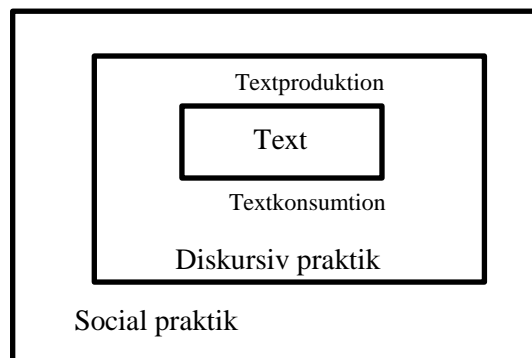 Textproduktion
Text
Textkonsumtion
Diskursiv praktik
Social praktik